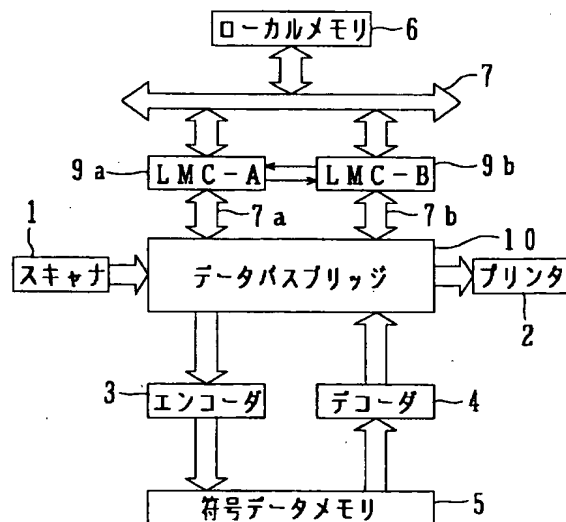 ローカルメモリ 6
7
9a LMC-A LMC-B 9b
7a 7b
1 10
スキャナ データパスブリッジ プリンタ
2
3 エンコーダ デコーダ 4
符号データメモリ 5